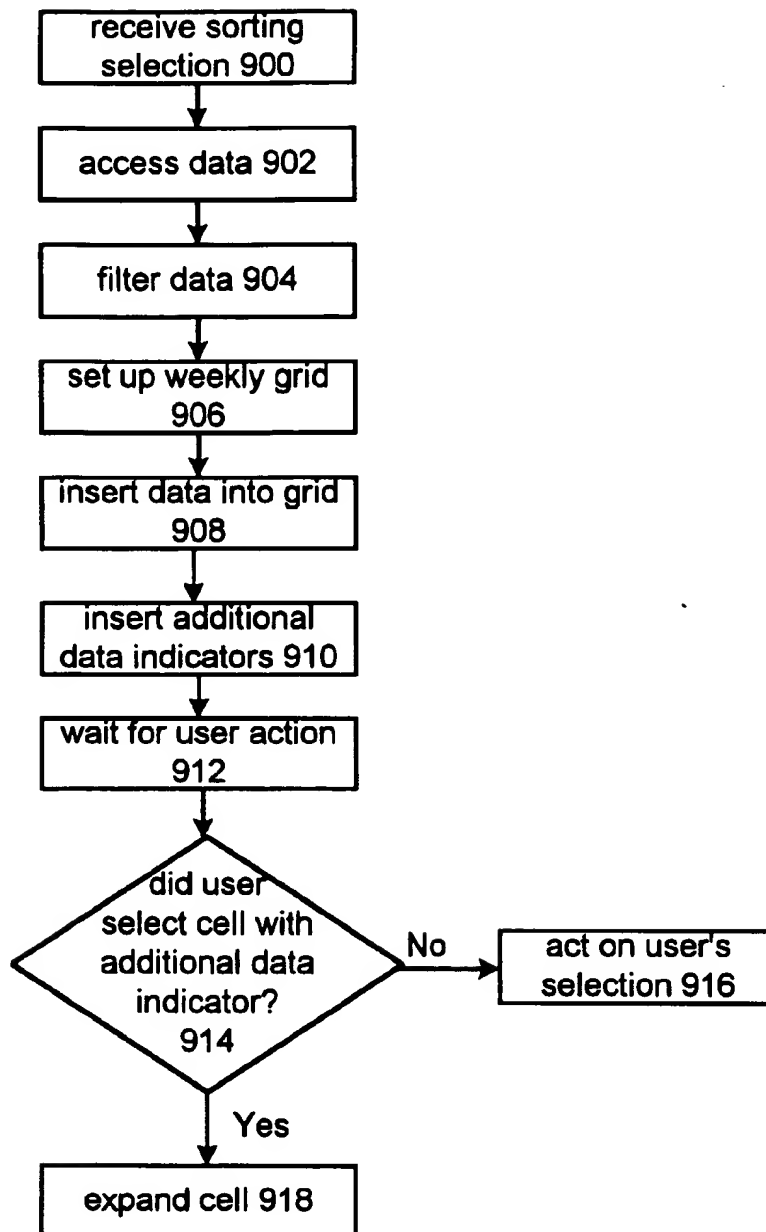 receive sorting
selection 900
access data 902
filter data 904
set up weekly grid
906
insert data into grid
908
insert additional
data indicators 910
wait for user action
912
did user
select cell with
additional data
indicator?
914
No
act on user's
selection 916
Yes
expand cell 918